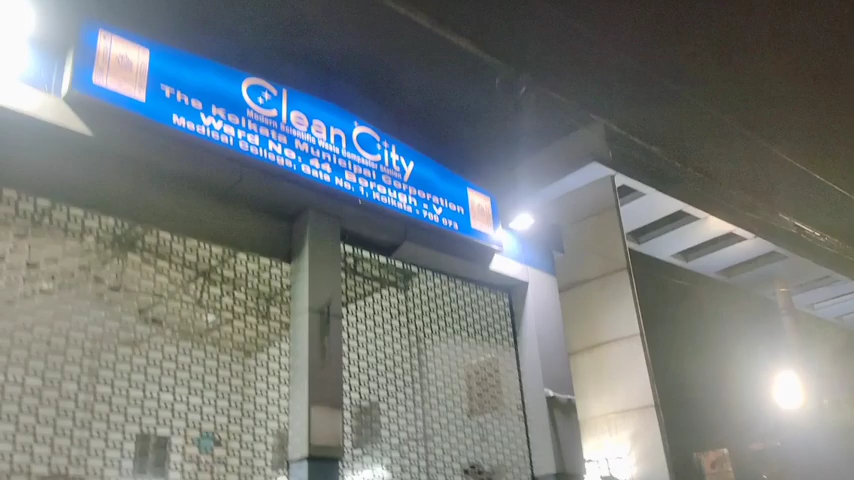 Clean City
Modern Scientific Waste Compactor Station
The Kolkata Municipal Corporation
Ward No. 44 Borough - V
Medical College, Gate No. 1, Kolkata - 700 073